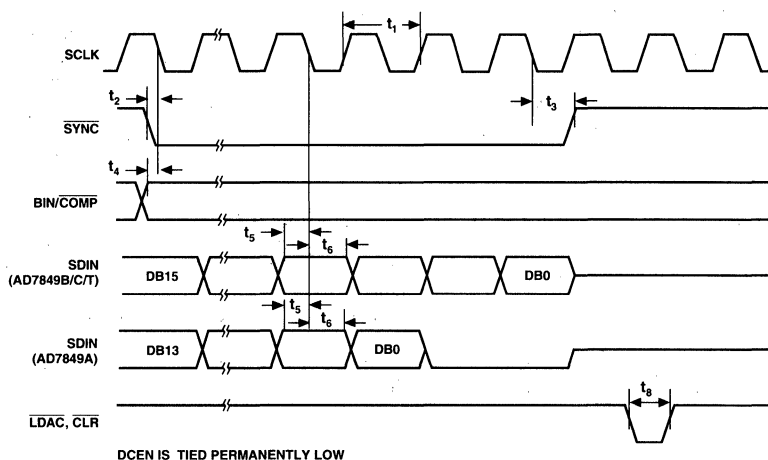 t1
SCLK
t2
t3
SYNC
t4
BIN/COMP
t5
t6
SDIN
(AD7849B/C/T)
DB15
DB0
t5
t6
SDIN
(AD7849A)
DB13
DB0
t8
LDAC, CLR
DCEN IS TIED PERMANENTLY LOW